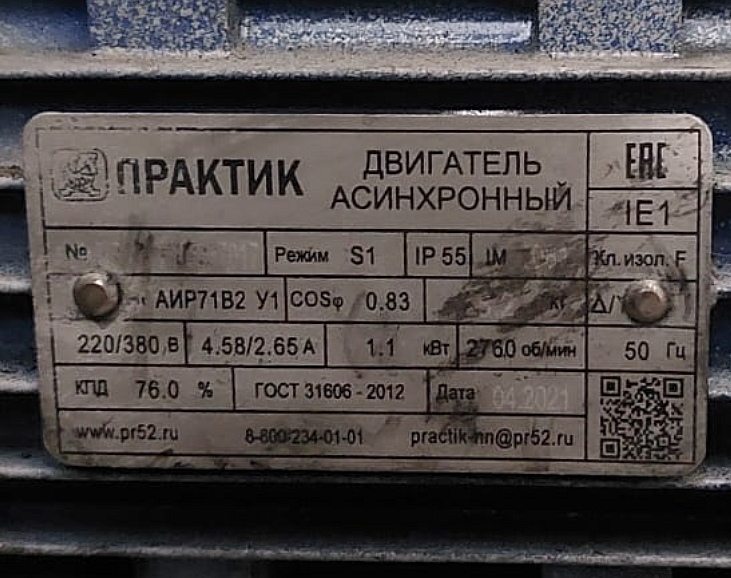 ПРАКТИК ДВИГАТЕЛЬ АСИНХРОННЫЙ EAC
IE1
№ Режим S1 IP 55 IM Кл. изол. F
АИР71В2 У1 COSφ 0.83 кг Δ/
220/380 В 4.58/2.65 А 1.1 кВт 2760 об/мин 50 Гц
КПД 76.0 % ГОСТ 31606 - 2012 Дата 04.2021
www.pr52.ru 8-800-234-01-01 practik-nn@pr52.ru